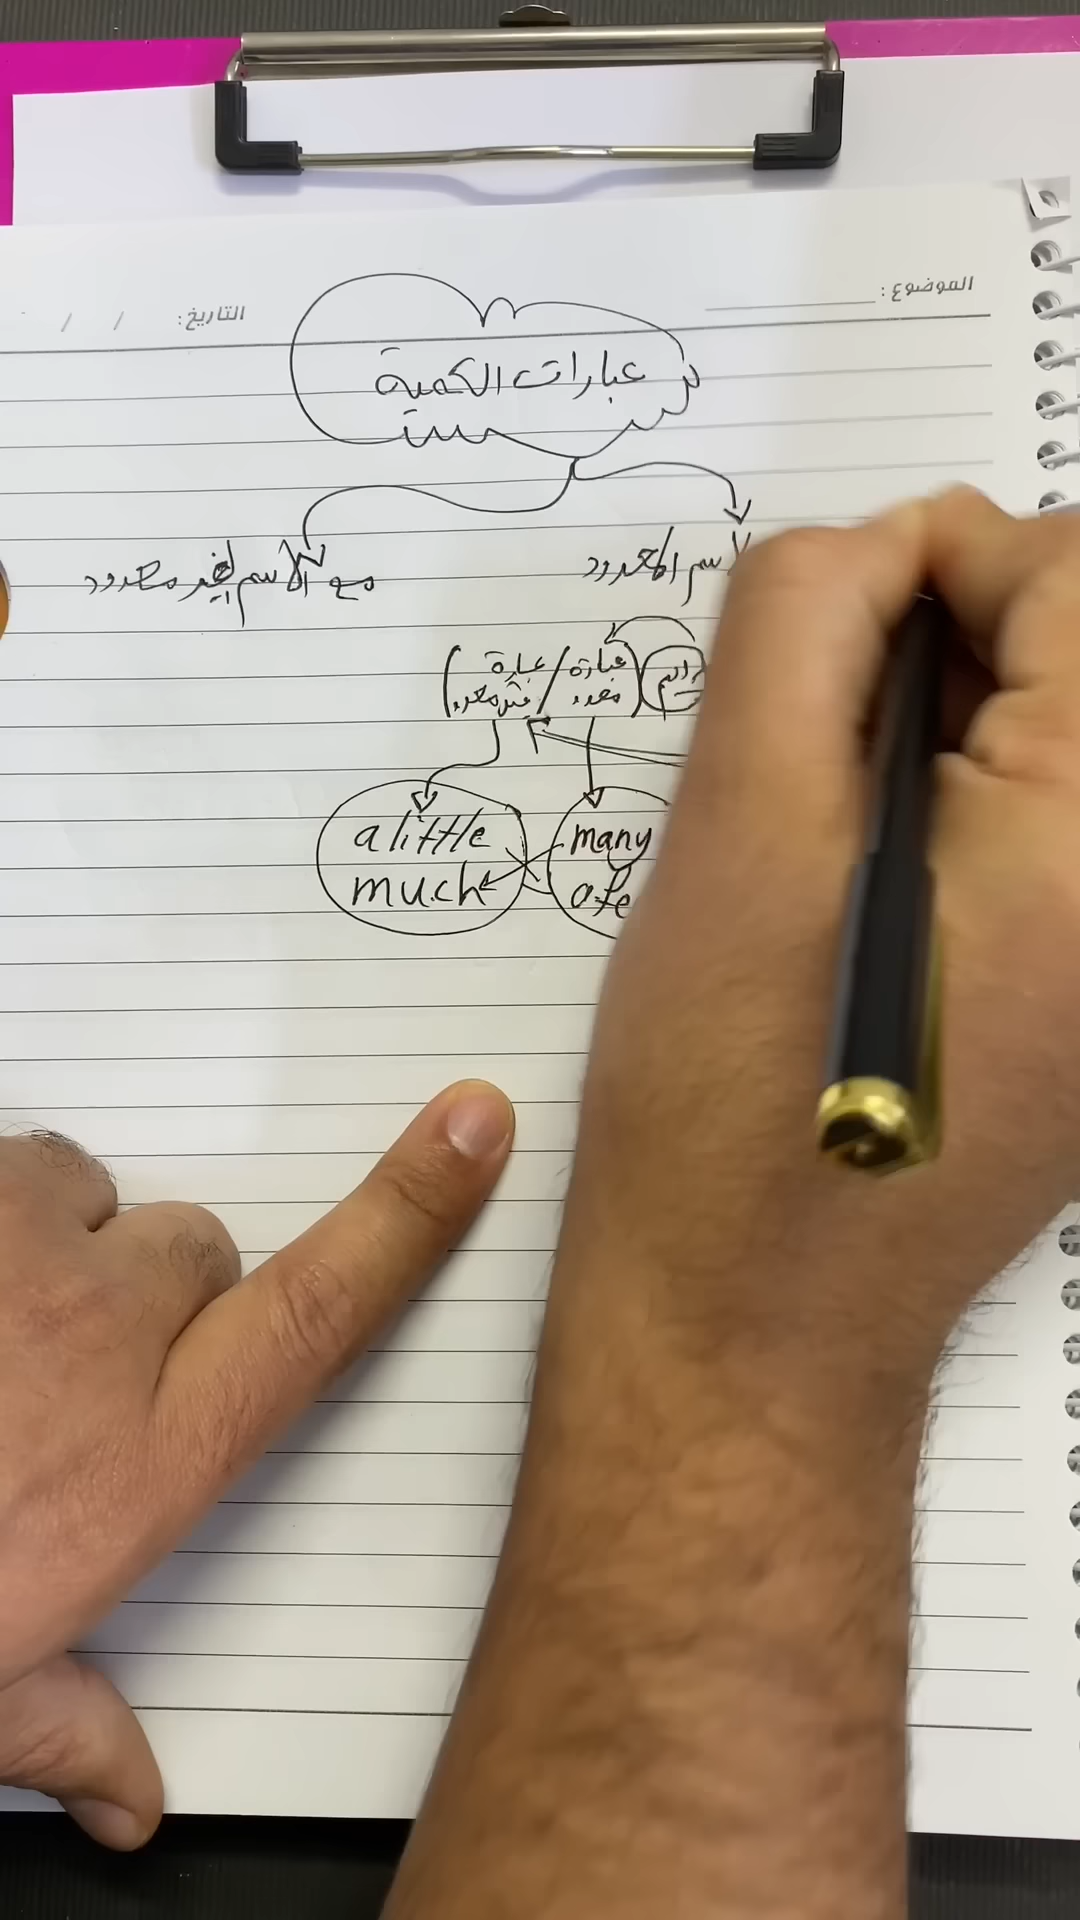 الموضوع:
التاريخ: / /
عبارات الكمية
الاسم المعدود
مع الاسم الغير معدود
(عبارة معدود / عبارة غير معدود)
many
a little
much